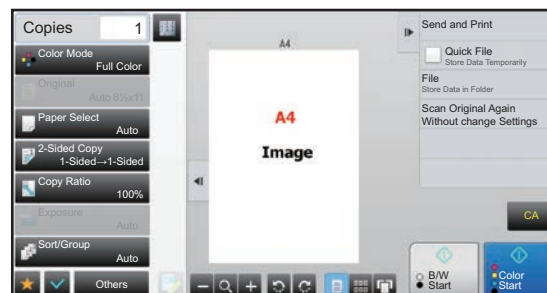 Copies 1
Color Mode
Full Color
Original
Auto 8½x11
Paper Select
Auto
2-Sided Copy
1-Sided→1-Sided
Copy Ratio
100%
Exposure
Auto
Sort/Group
Auto
Others
A4
A4
Image
Send and Print
Quick File
Store Data Temporarily
File
Store Data in Folder
Scan Original Again
Without change Settings
CA
B/W
Start
Color
Start